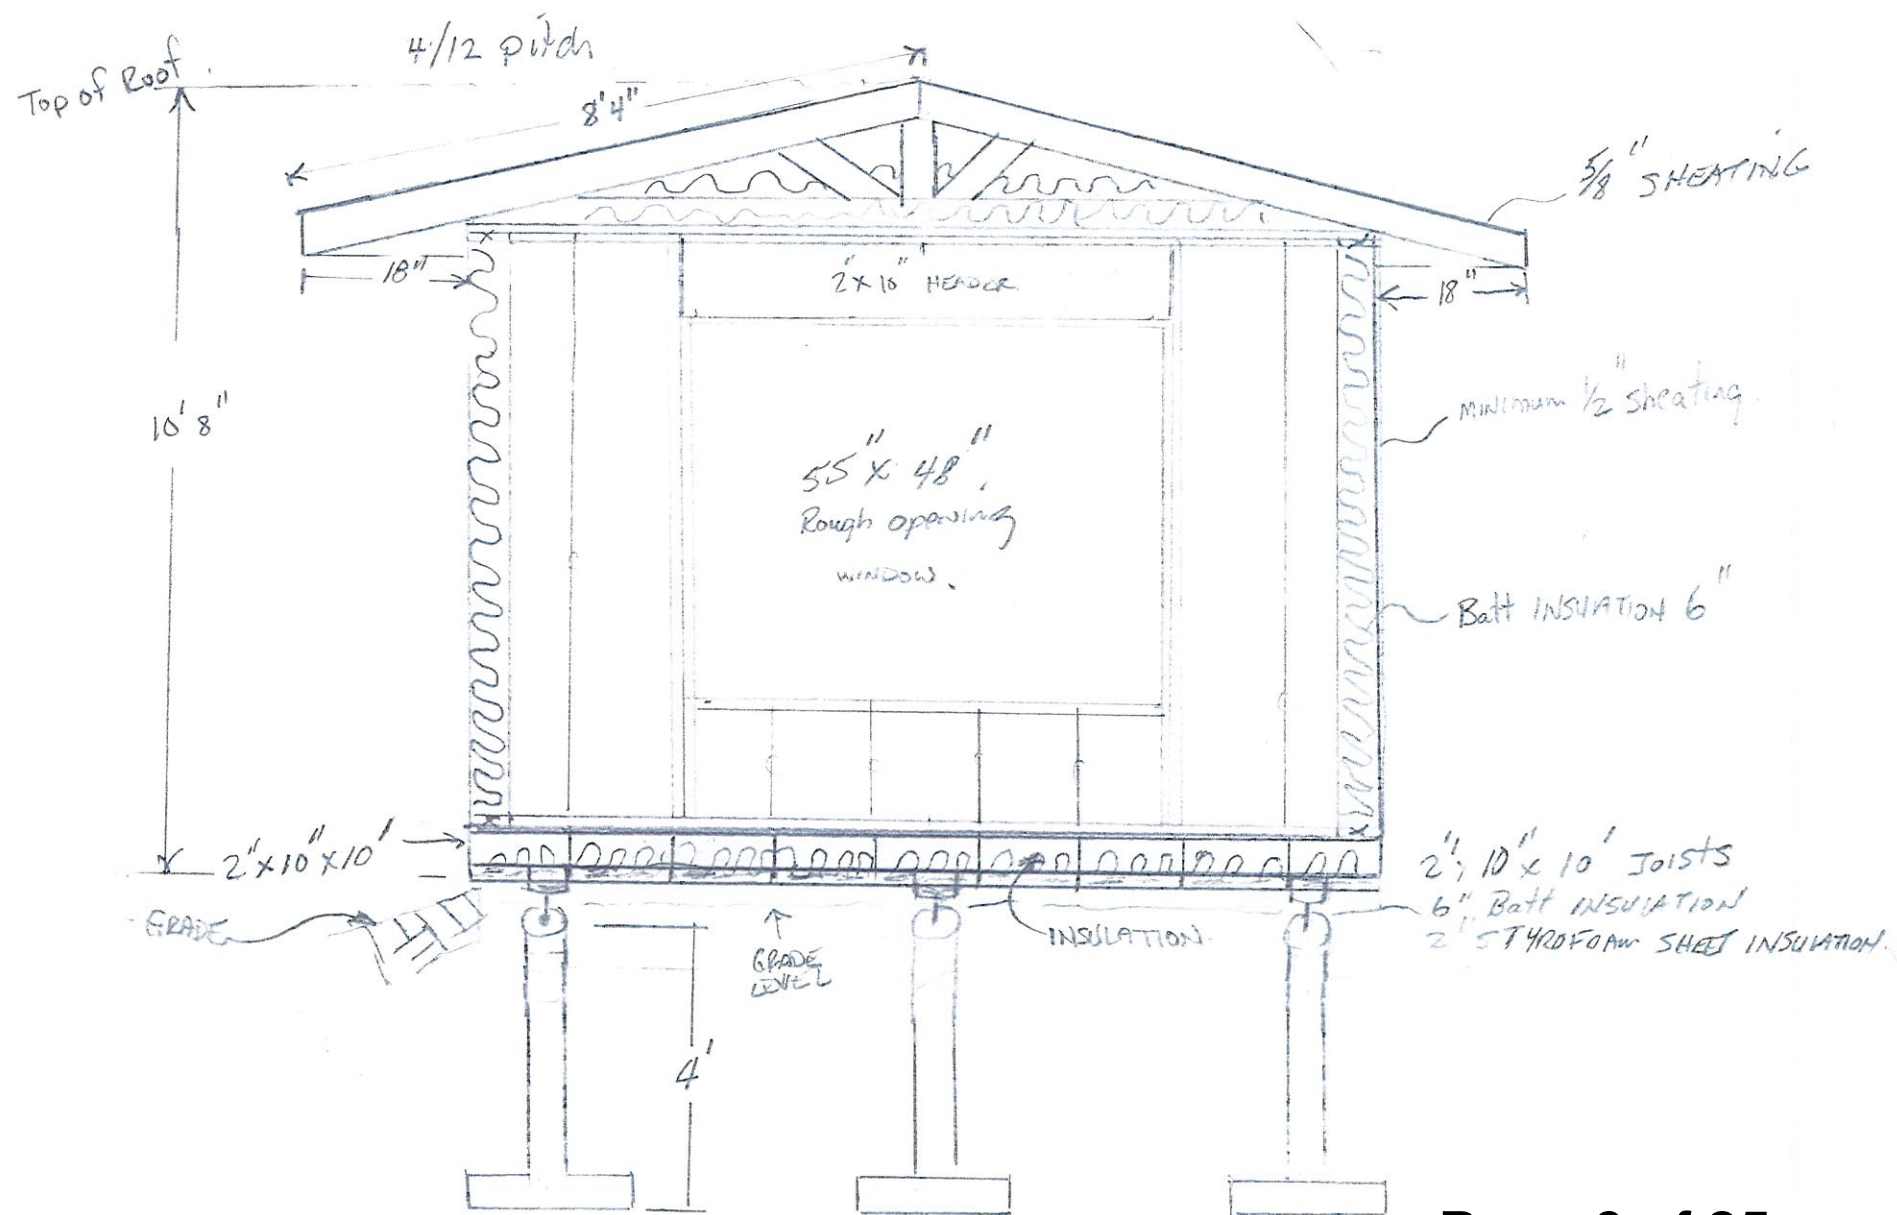 4/12 pitch
Top of Roof.
8'4"
5/8" SHEATING
18"
2"x10" HEADER
18"
10'8"
MINIMUM 1/2" sheating.
55" x 48".
Rough opening
WINDOW.
Batt INSULATION 6"
2"x10"x10'
2", 10" x 10' JOISTS
6", Batt INSULATION
2" STYROFOAM SHEET INSULATION.
GRADE
INSULATION.
GRADE
LEVEL
4'